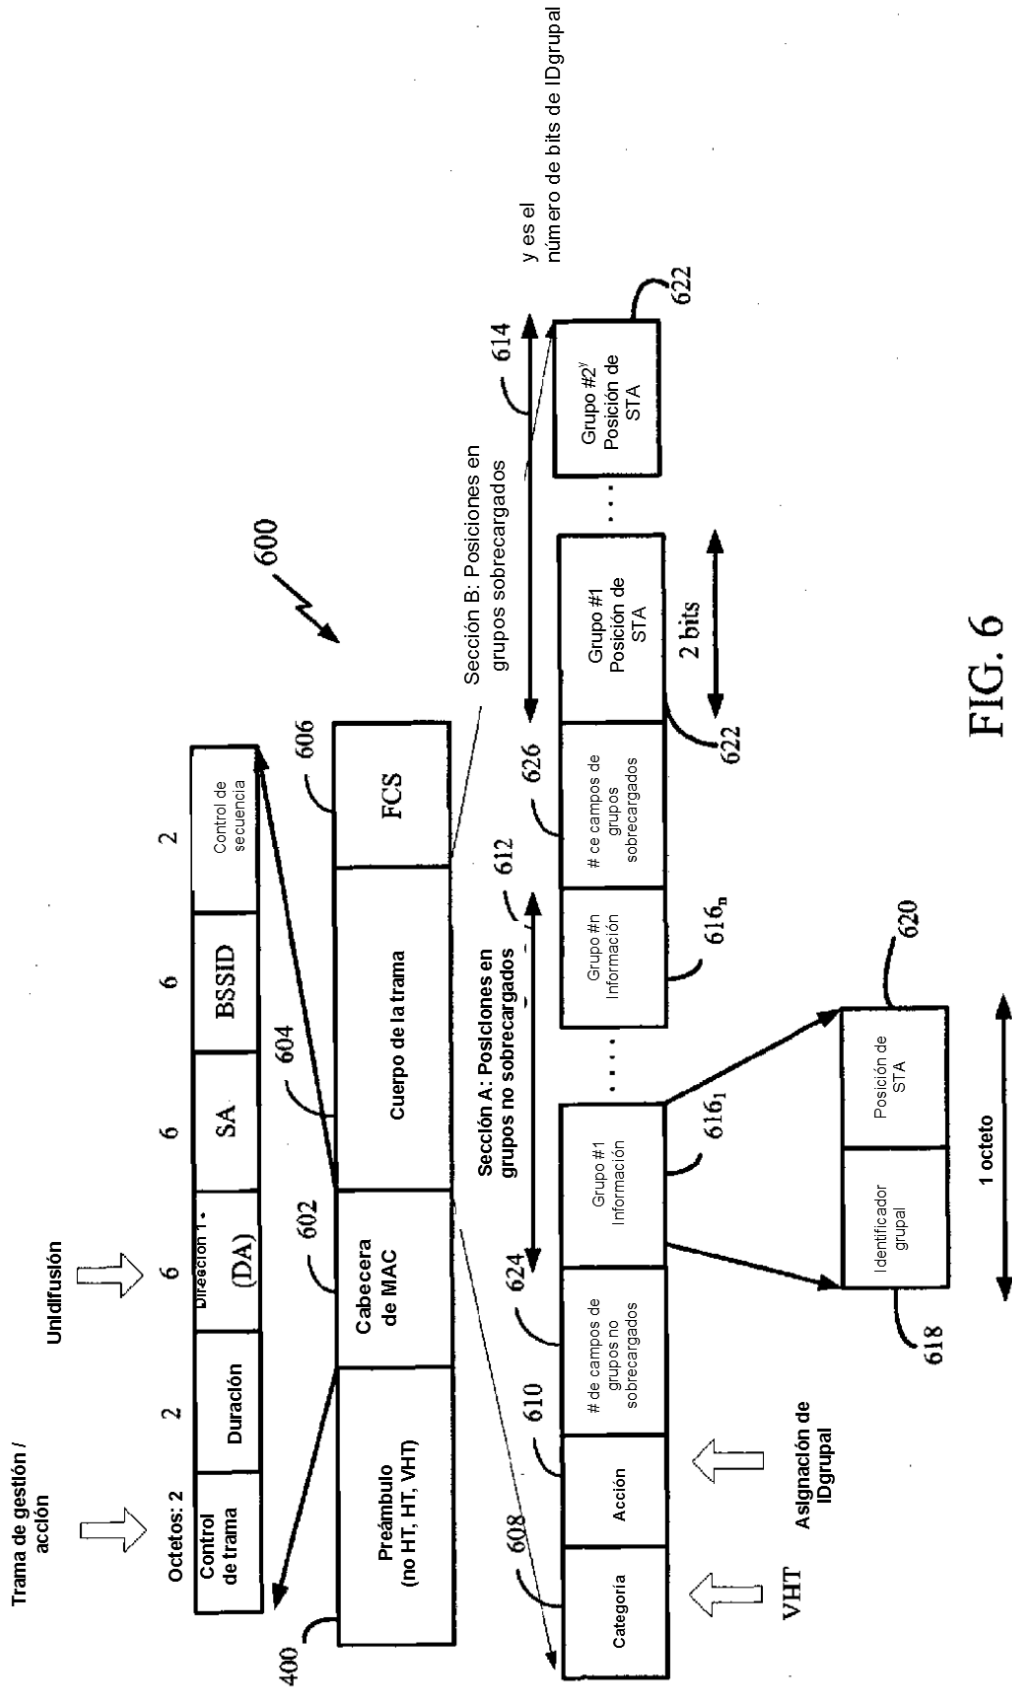 Trama de gestión /
acción
Unidifusión
Octetos: 2
2
6
6
6
2
Control
de trama
Duración
Dirección 1 -
(DA)
SA
BSSID
Control de
secuencia
600
400
602
604
606
Preámbulo
(no HT, HT, VHT)
Cabecera
de MAC
Cuerpo de la trama
FCS
Sección A: Posiciones en
grupos no sobrecargados
612
Sección B: Posiciones en
grupos sobrecargados
614
y es el
número de bits de IDgrupal
608
610
624
626
Categoría
Acción
# de campos de
grupos no
sobrecargados
Grupo #1
Información
. . . .
Grupo #n
Información
# ce campos de
grupos
sobrecargados
Grupo #1
Posición de
STA
. . . .
Grupo #2ʸ
Posición de
STA
622
616₁
616ₙ
622
2 bits
VHT
Asignación de
IDgrupal
Identificador
grupal
Posición de
STA
618
620
1 octeto
FIG. 6